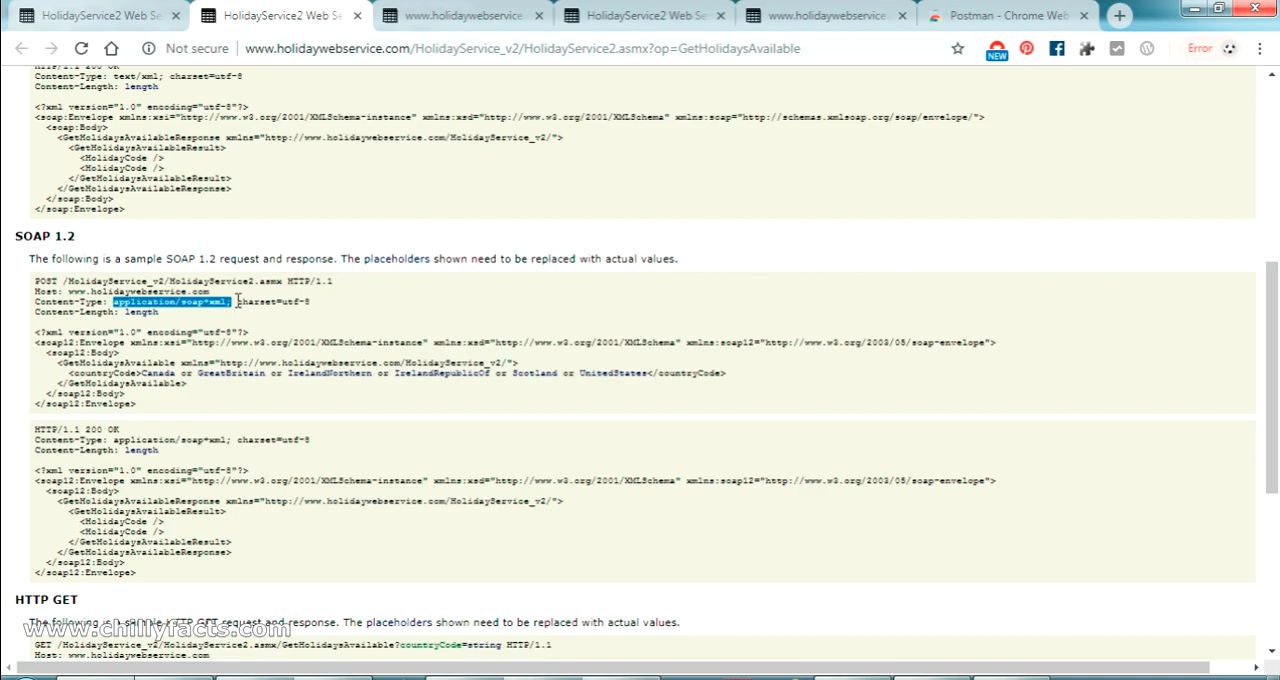 HolidayService2 Web Se
HolidayService2 Web Se
www.holidaywebservice
HolidayService2 Web Se
www.holidaywebservice
Postman - Chrome Web
Not secure
www.holidaywebservice.com/HolidayService_v2/HolidayService2.asmx?op=GetHolidaysAvailable
NEW
Error
HTTP/1.1 200 OK
Content-Type: text/xml; charset=utf-8
Content-Length: length
<?xml version="1.0" encoding="utf-8"?>
<soap:Envelope xmlns:xsi="http://www.w3.org/2001/XMLSchema-instance" xmlns:xsd="http://www.w3.org/2001/XMLSchema" xmlns:soap="http://schemas.xmlsoap.org/soap/envelope/">
<soap:Body>
<GetHolidaysAvailableResponse xmlns="http://www.holidaywebservice.com/HolidayService_v2/">
<GetHolidaysAvailableResult>
<HolidayCode />
<HolidayCode />
</GetHolidaysAvailableResult>
</GetHolidaysAvailableResponse>
</soap:Body>
</soap:Envelope>
SOAP 1.2
The following is a sample SOAP 1.2 request and response. The placeholders shown need to be replaced with actual values.
POST /HolidayService_v2/HolidayService2.asmx HTTP/1.1
Host: www.holidaywebservice.com
Content-Type: application/soap+xml; charset=utf-8
Content-Length: length
<?xml version="1.0" encoding="utf-8"?>
<soap12:Envelope xmlns:xsi="http://www.w3.org/2001/XMLSchema-instance" xmlns:xsd="http://www.w3.org/2001/XMLSchema" xmlns:soap12="http://www.w3.org/2003/05/soap-envelope">
<soap12:Body>
<GetHolidaysAvailable xmlns="http://www.holidaywebservice.com/HolidayService_v2/">
<countryCode>Canada or GreatBritain or IrelandNorthern or IrelandRepublicOf or Scotland or UnitedStates</countryCode>
</GetHolidaysAvailable>
</soap12:Body>
</soap12:Envelope>
HTTP/1.1 200 OK
Content-Type: application/soap+xml; charset=utf-8
Content-Length: length
<?xml version="1.0" encoding="utf-8"?>
<soap12:Envelope xmlns:xsi="http://www.w3.org/2001/XMLSchema-instance" xmlns:xsd="http://www.w3.org/2001/XMLSchema" xmlns:soap12="http://www.w3.org/2003/05/soap-envelope">
<soap12:Body>
<GetHolidaysAvailableResponse xmlns="http://www.holidaywebservice.com/HolidayService_v2/">
<GetHolidaysAvailableResult>
<HolidayCode />
<HolidayCode />
</GetHolidaysAvailableResult>
</GetHolidaysAvailableResponse>
</soap12:Body>
</soap12:Envelope>
HTTP GET
The following is a sample HTTP GET request and response. The placeholders shown need to be replaced with actual values.
www.chillyfacts.com
GET /HolidayService_v2/HolidayService2.asmx/GetHolidaysAvailable?countryCode=string HTTP/1.1
Host: www.holidaywebservice.com